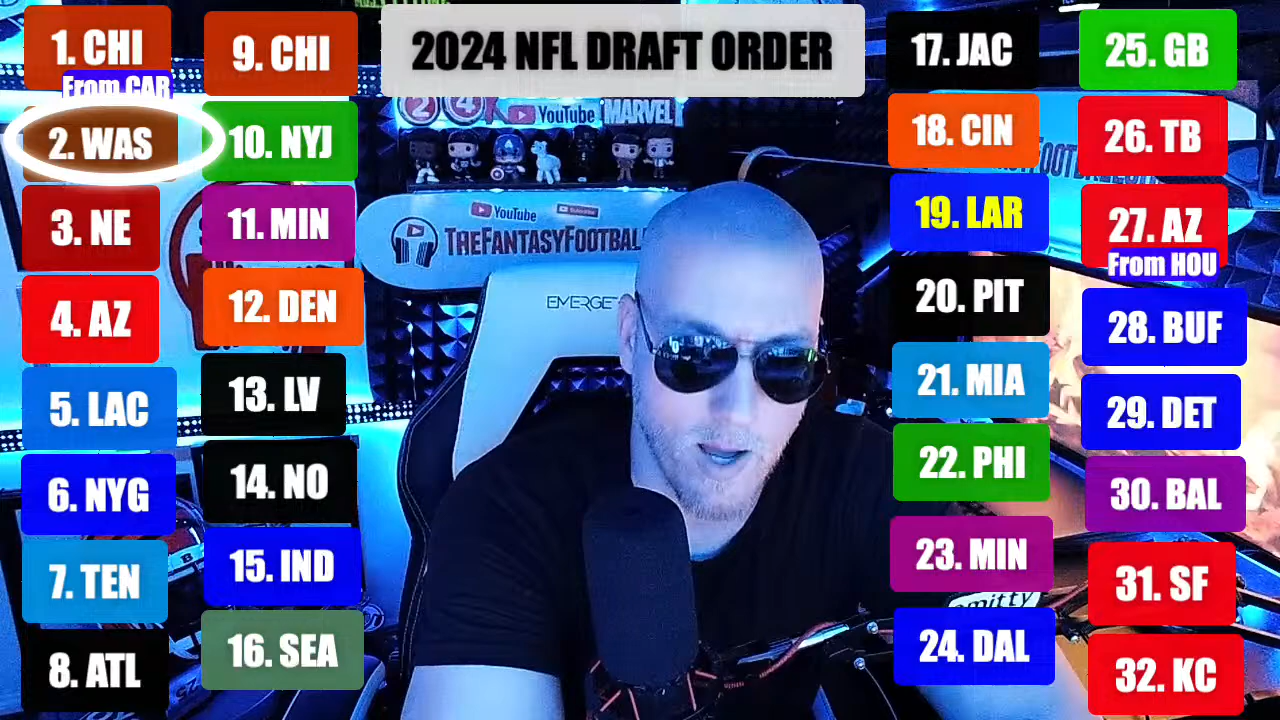 2024 NFL DRAFT ORDER
1. CHI
From CAR
2. WAS
3. NE
4. AZ
5. LAC
6. NYG
7. TEN
8. ATL
9. CHI
10. NYJ
11. MIN
12. DEN
13. LV
14. NO
15. IND
16. SEA
YouTube MARVEL
YouTube Subscribe
THEFANTASYFOOTBAL
EMERGE
17. JAC
18. CIN
19. LAR
20. PIT
21. MIA
22. PHI
23. MIN
smitty
24. DAL
25. GB
26. TB
27. AZ
From HOU
28. BUF
29. DET
30. BAL
31. SF
32. KC